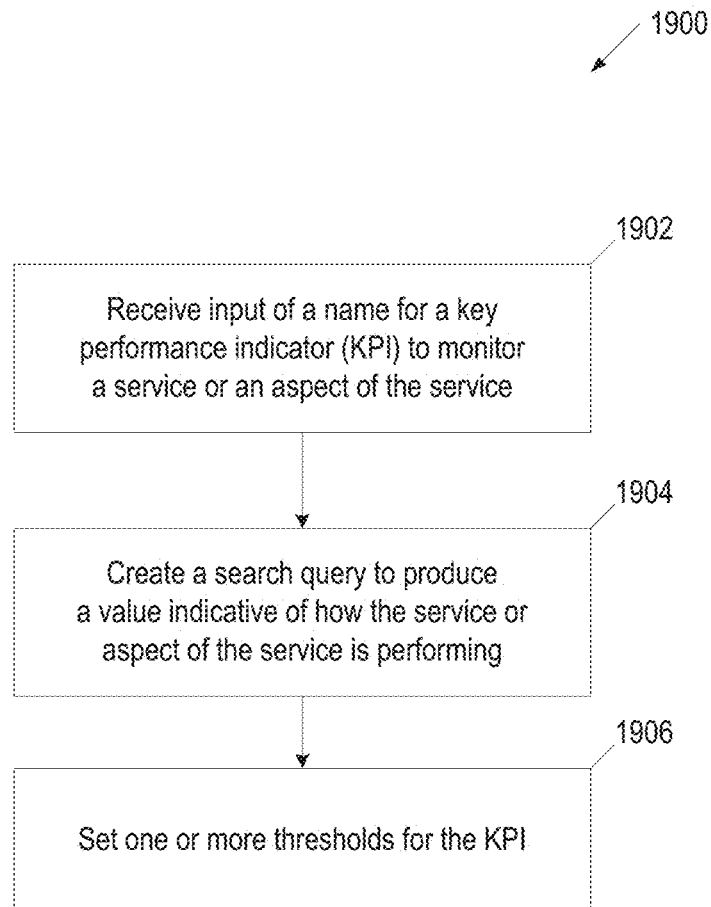 1900
1902
Receive input of a name for a key
performance indicator (KPI) to monitor
a service or an aspect of the service
1904
Create a search query to produce
a value indicative of how the service or
aspect of the service is performing
1906
Set one or more thresholds for the KPI